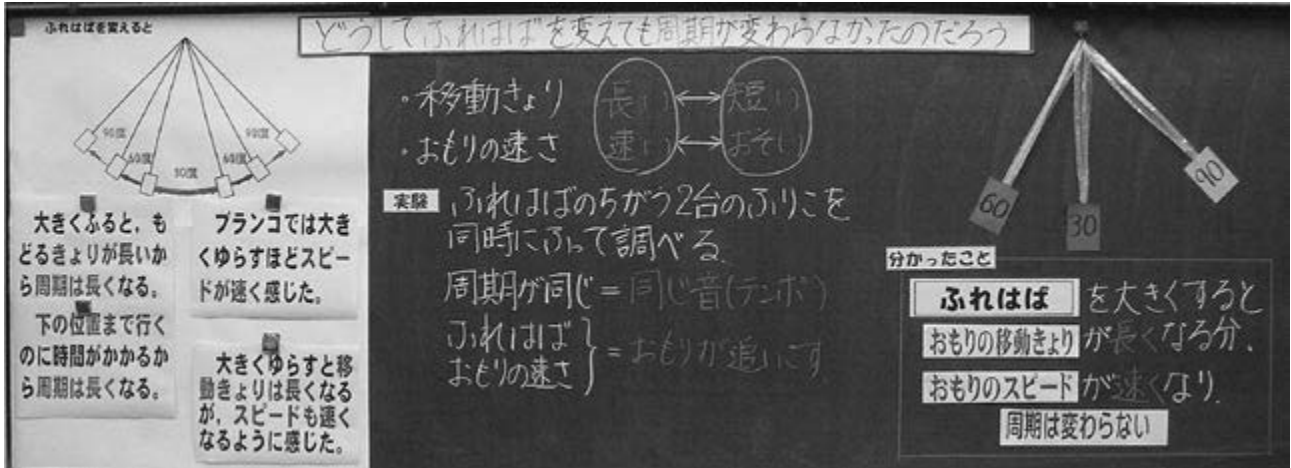 ふれはばを変えると
90度
60度
30度
60度
90度
大きくふると，も
どるきょりが長いか
ら周期は長くなる。
下の位置まで行く
のに時間がかかるか
ら周期は長くなる。
ブランコでは大き
くゆらすほどスピー
ドが速く感じた。
大きくゆらすと移
動きょりは長くなる
が，スピードも速く
なるように感じた。
どうしてふれはばを変えても周期が変わらなかったのだろう
・移動きょり 長い ↔ 短い
・おもりの速さ 速い ↔ おそい
実験 ふれはばのちがう2台のふりこを
同時にふって調べる
周期が同じ＝同じ音(テンポ)
ふれはば
おもりの速さ } ＝おもりが追いこす
60
30
90
分かったこと
ふれはば を大きくすると
おもりの移動きょり が長くなる分、
おもりのスピード が速くなり、
周期は変わらない